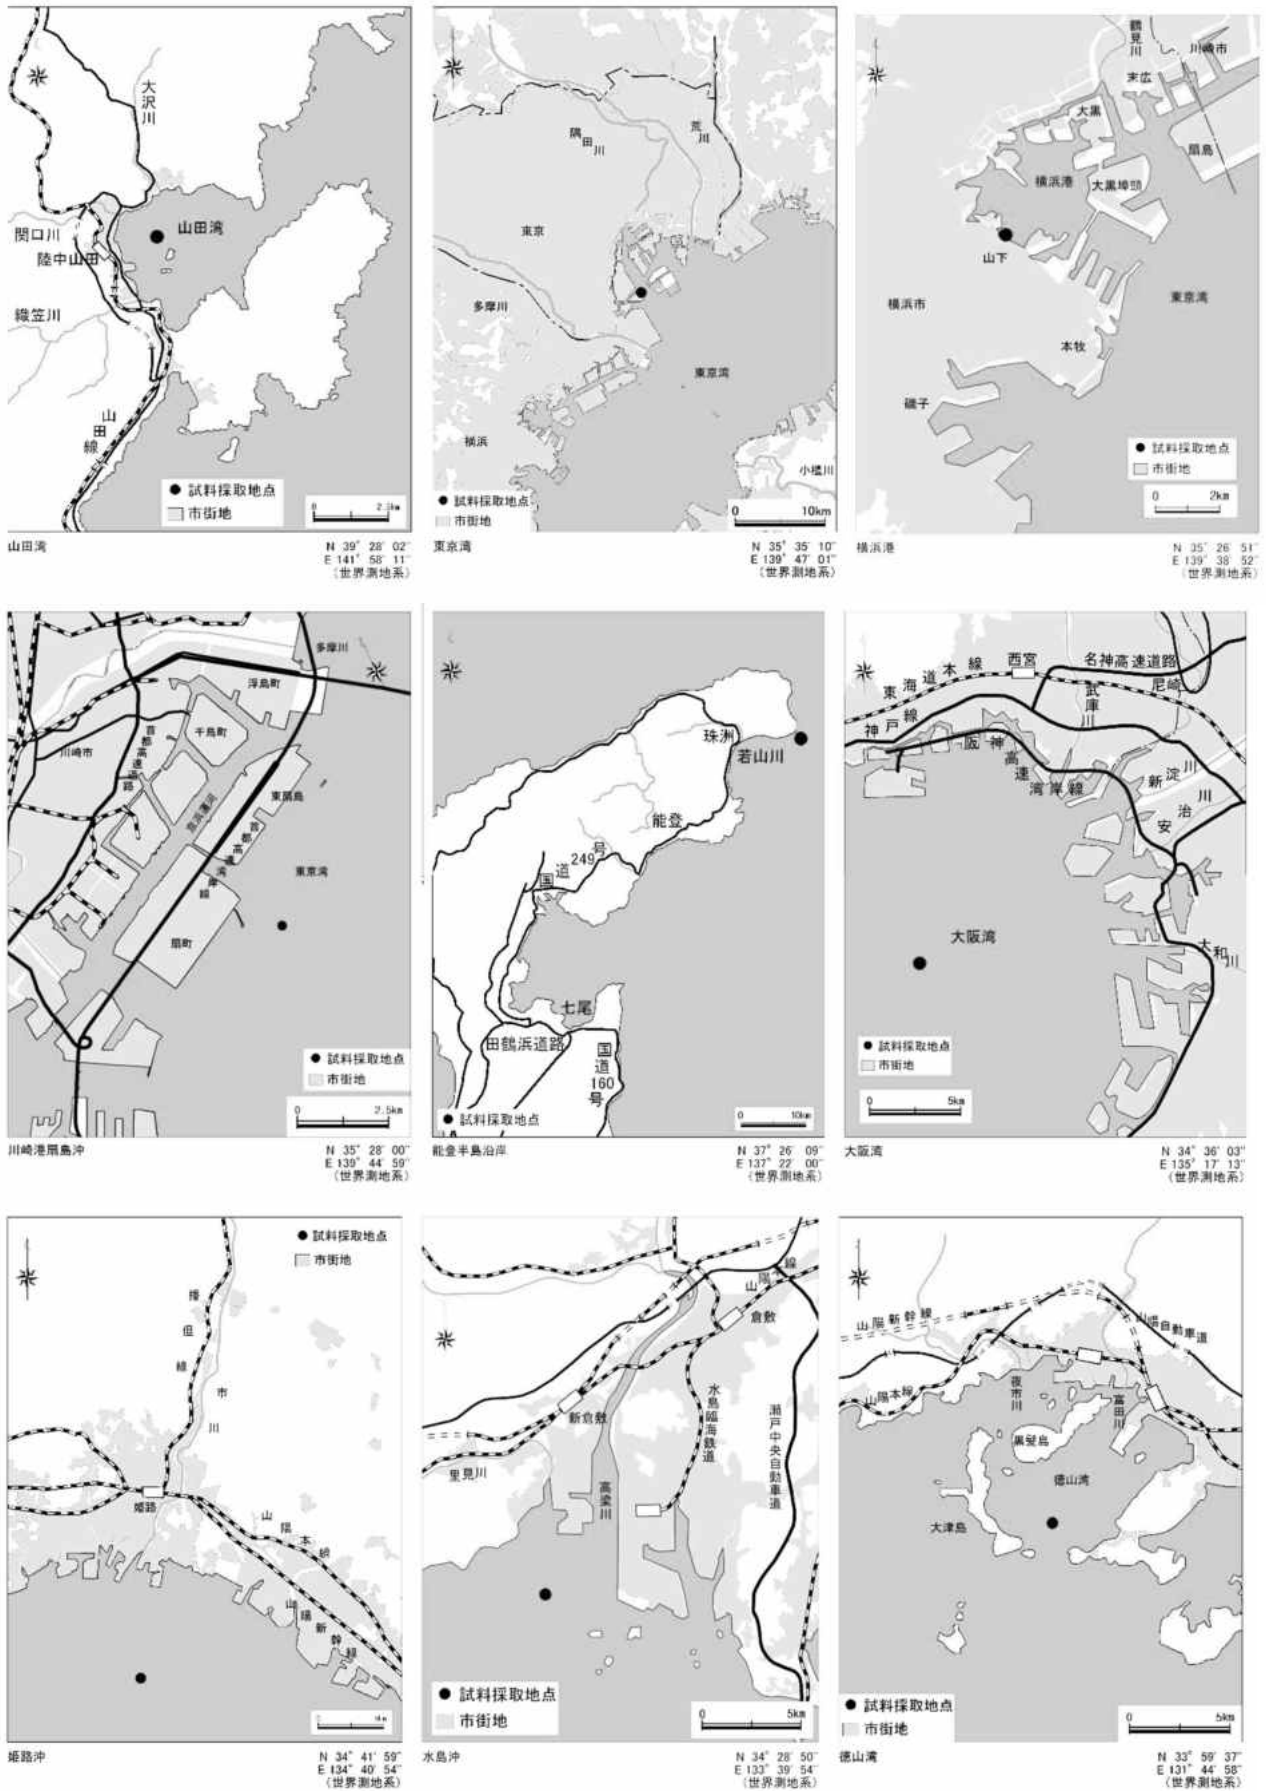 大沢川
山田湾
関口川
陸中山田
織笠川
山田線
● 試料採取地点
市街地
0 2.5km
山田湾
N 39° 28′ 02″
E 141° 58′ 11″
(世界測地系)
隅田川
荒川
東京
多摩川
東京湾
横浜
小櫃川
● 試料採取地点
市街地
0 10km
東京湾
N 35° 35′ 10″
E 139° 47′ 01″
(世界測地系)
鶴見川
川崎市
末広
大黒
扇島
横浜港
大黒埠頭
山下
横浜市
東京湾
本牧
磯子
● 試料採取地点
市街地
0 2km
横浜港
N 35° 26′ 51″
E 139° 38′ 52″
(世界測地系)
多摩川
浮島町
千鳥町
川崎市
首都高速道路
東扇島
京浜運河
首都高速湾岸線
東京湾
扇町
● 試料採取地点
市街地
0 2.5km
川崎港扇島沖
N 35° 28′ 00″
E 139° 44′ 59″
(世界測地系)
珠洲
若山川
能登
国道249号
七尾
田鶴浜道路
国道160号
● 試料採取地点
0 10km
能登半島沿岸
N 37° 26′ 09″
E 137° 22′ 00″
(世界測地系)
東海道本線
西宮
名神高速道路
尼崎
神戸線
武庫川
阪神高速湾岸線
新淀川
安治川
大阪湾
大和川
● 試料採取地点
市街地
0 5km
大阪湾
N 34° 36′ 03″
E 135° 17′ 13″
(世界測地系)
● 試料採取地点
市街地
播但線
市川
姫路
山陽本線
山陽新幹線
姫路沖
N 34° 41′ 59″
E 134° 40′ 54″
(世界測地系)
山陽本線
倉敷
新倉敷
水島臨海鉄道
瀬戸中央自動車道
里見川
高梁川
● 試料採取地点
市街地
0 5km
水島沖
N 34° 28′ 50″
E 133° 39′ 54″
(世界測地系)
山陽新幹線
山陽自動車道
山陽本線
夜市川
富田川
黒髪島
徳山湾
大津島
● 試料採取地点
市街地
0 5km
徳山湾
N 33° 59′ 37″
E 131° 44′ 58″
(世界測地系)